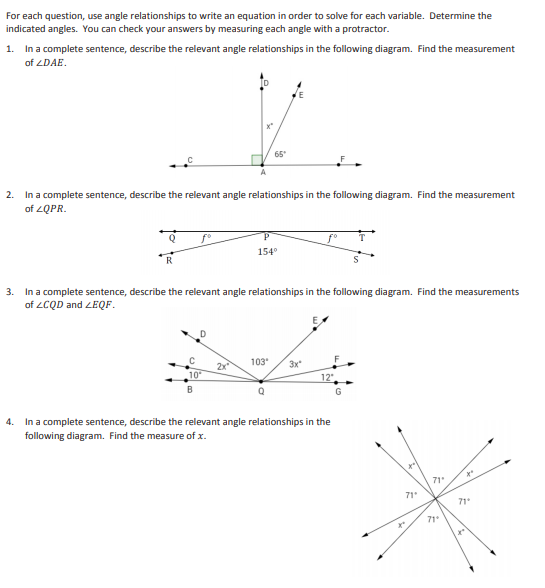 For each question, use angle relationships to write an equation in order to solve for each variable. Determine the
indicated angles. You can check your answers by measuring each angle with a protractor.
1. In a complete sentence, describe the relevant angle relationships in the following diagram. Find the measurement
of ∠DAE.
D
E
x°
65°
C
F
A
2. In a complete sentence, describe the relevant angle relationships in the following diagram. Find the measurement
of ∠QPR.
Q f° P f° T
154°
R S
3. In a complete sentence, describe the relevant angle relationships in the following diagram. Find the measurements
of ∠CQD and ∠EQF.
E
D
C 2x° 103° 3x° F
10° 12°
B Q G
4. In a complete sentence, describe the relevant angle relationships in the
following diagram. Find the measure of x.
x°
71° x°
71° 71°
x° 71° x°